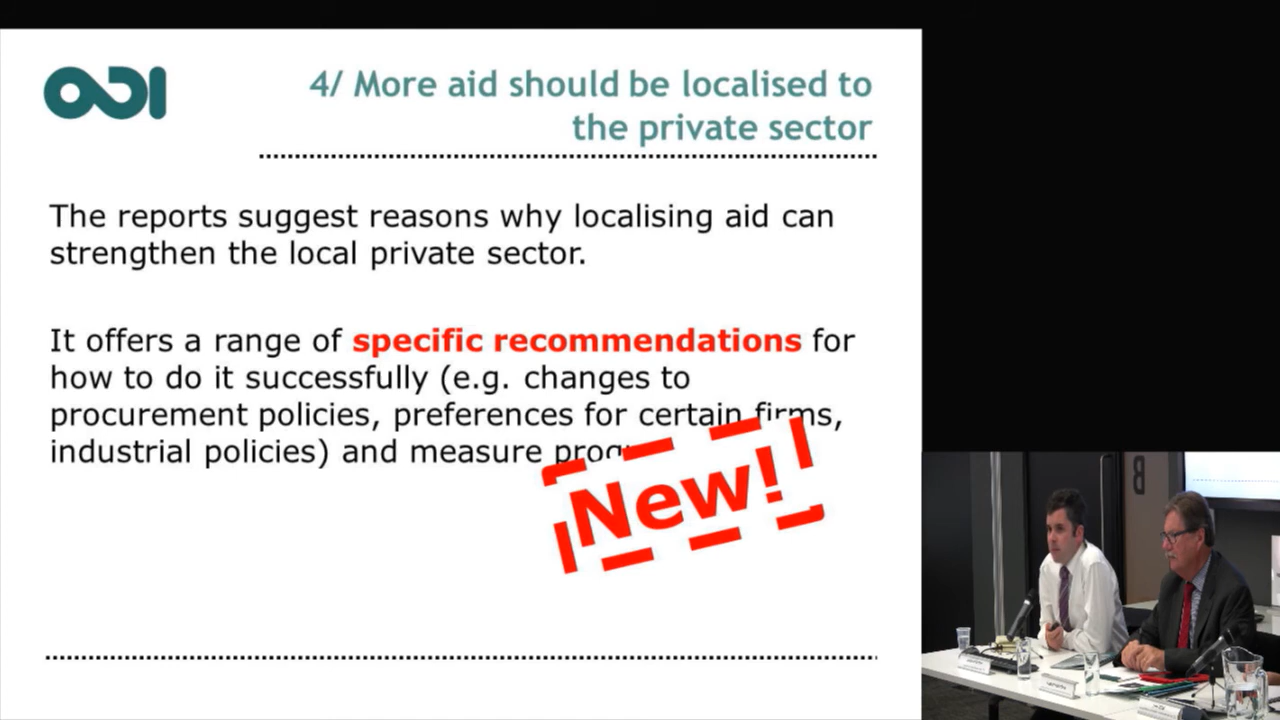 ODI
4/ More aid should be localised to
the private sector
The reports suggest reasons why localising aid can
strengthen the local private sector.
It offers a range of specific recommendations for
how to do it successfully (e.g. changes to
procurement policies, preferences for certain firms,
industrial policies) and measure
New!
B